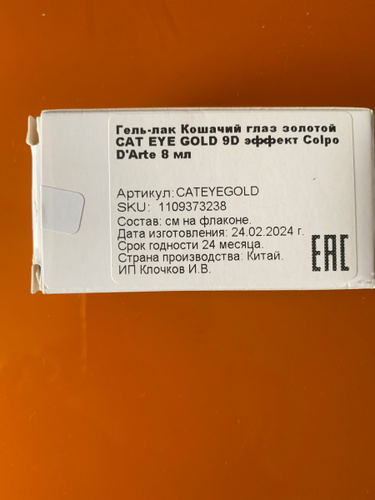 Гель-лак Кошачий глаз золотой
CAT EYE GOLD 9D эффект Colpo
D'Arte 8 мл
Артикул:CATEYEGOLD
SKU: 1109373238
Состав: см на флаконе.
Дата изготовления: 24.02.2024 г.
Срок годности 24 месяца.
Страна производства: Китай.
ИП Клочков И.В.
EAC